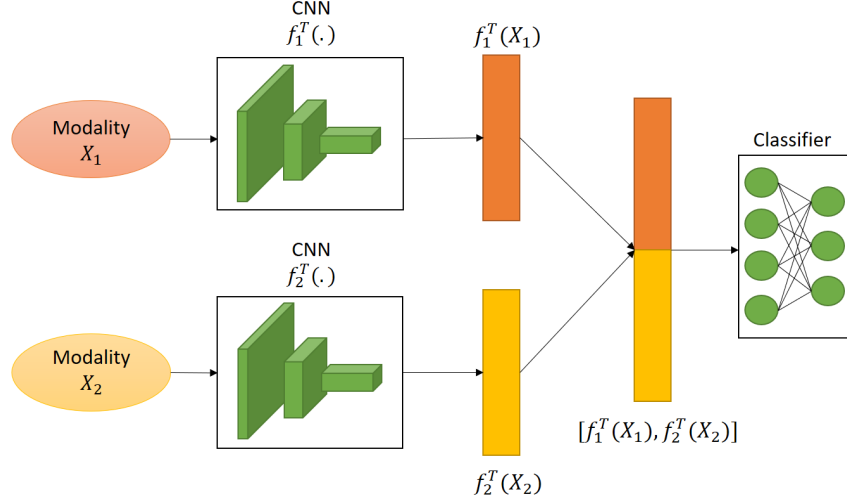 CNN
$f_1^T(.)$
$f_1^T(X_1)$
Modality
$X_1$
Classifier
CNN
$f_2^T(.)$
Modality
$X_2$
$[f_1^T(X_1), f_2^T(X_2)]$
$f_2^T(X_2)$